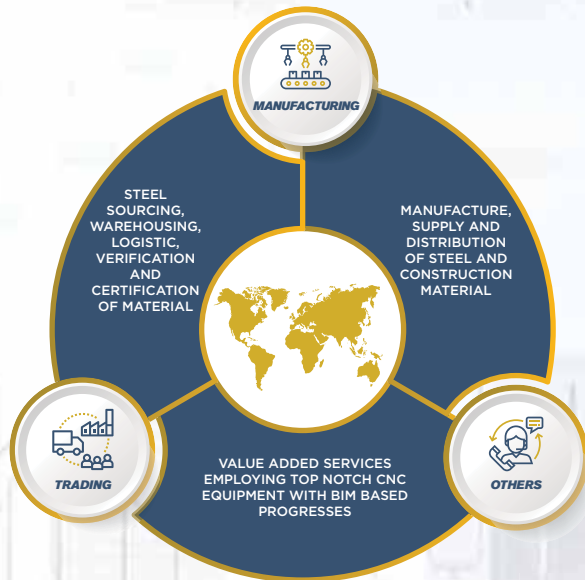 MANUFACTURING
STEEL
SOURCING,
WAREHOUSING,
LOGISTIC,
VERIFICATION
AND
CERTIFICATION
OF MATERIAL
MANUFACTURE,
SUPPLY AND
DISTRIBUTION
OF STEEL AND
CONSTRUCTION
MATERIAL
TRADING
VALUE ADDED SERVICES
EMPLOYING TOP NOTCH CNC
EQUIPMENT WITH BIM BASED
PROGRESSES
OTHERS